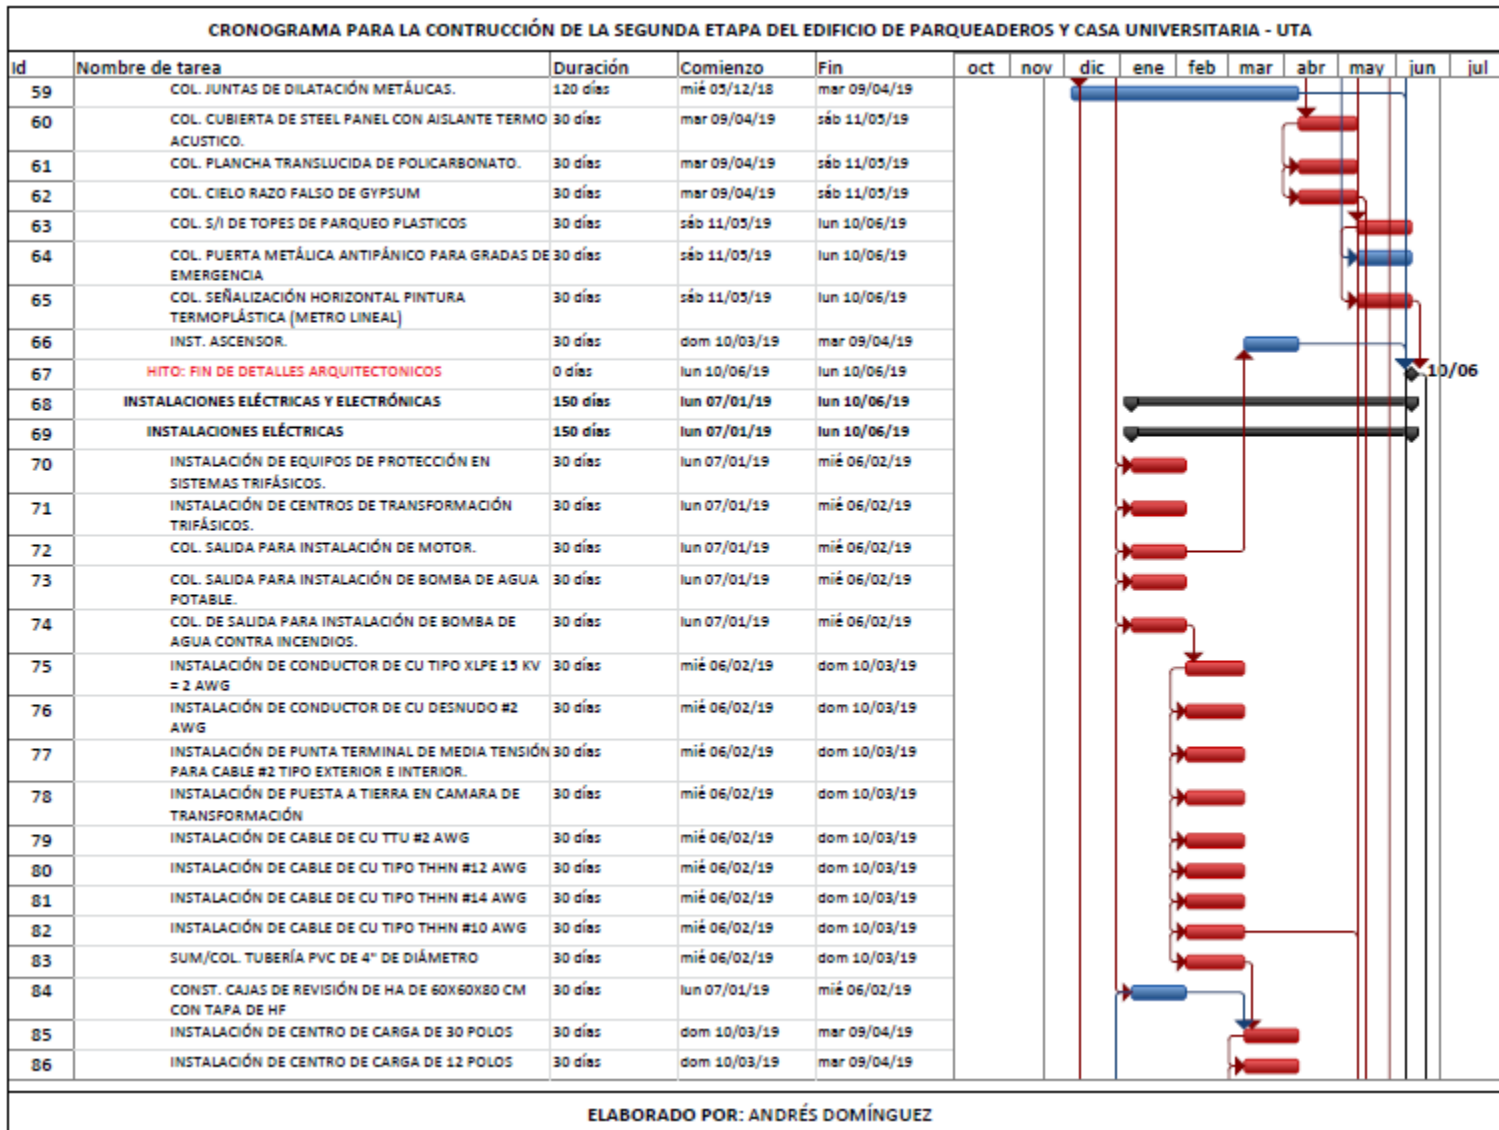 CRONOGRAMA PARA LA CONTRUCCIÓN DE LA SEGUNDA ETAPA DEL EDIFICIO DE PARQUEADEROS Y CASA UNIVERSITARIA - UTA
Id Nombre de tarea Duración Comienzo Fin oct nov dic ene feb mar abr may jun jul
59 COL. JUNTAS DE DILATACIÓN METÁLICAS. 120 días mié 05/12/18 mar 09/04/19
60 COL. CUBIERTA DE STEEL PANEL CON AISLANTE TERMO 30 días mar 09/04/19 sáb 11/05/19
ACUSTICO.
61 COL. PLANCHA TRANSLUCIDA DE POLICARBONATO. 30 días mar 09/04/19 sáb 11/05/19
62 COL. CIELO RAZO FALSO DE GYPSUM 30 días mar 09/04/19 sáb 11/05/19
63 COL. S/I DE TOPES DE PARQUEO PLASTICOS 30 días sáb 11/05/19 lun 10/06/19
64 COL. PUERTA METÁLICA ANTIPÁNICO PARA GRADAS DE 30 días sáb 11/05/19 lun 10/06/19
EMERGENCIA
65 COL. SEÑALIZACIÓN HORIZONTAL PINTURA 30 días sáb 11/05/19 lun 10/06/19
TERMOPLÁSTICA (METRO LINEAL)
66 INST. ASCENSOR. 30 días dom 10/03/19 mar 09/04/19
67 HITO: FIN DE DETALLES ARQUITECTONICOS 0 días lun 10/06/19 lun 10/06/19 10/06
68 INSTALACIONES ELÉCTRICAS Y ELECTRÓNICAS 150 días lun 07/01/19 lun 10/06/19
69 INSTALACIONES ELÉCTRICAS 150 días lun 07/01/19 lun 10/06/19
70 INSTALACIÓN DE EQUIPOS DE PROTECCIÓN EN 30 días lun 07/01/19 mié 06/02/19
SISTEMAS TRIFÁSICOS.
71 INSTALACIÓN DE CENTROS DE TRANSFORMACIÓN 30 días lun 07/01/19 mié 06/02/19
TRIFÁSICOS.
72 COL. SALIDA PARA INSTALACIÓN DE MOTOR. 30 días lun 07/01/19 mié 06/02/19
73 COL. SALIDA PARA INSTALACIÓN DE BOMBA DE AGUA 30 días lun 07/01/19 mié 06/02/19
POTABLE.
74 COL. DE SALIDA PARA INSTALACIÓN DE BOMBA DE 30 días lun 07/01/19 mié 06/02/19
AGUA CONTRA INCENDIOS.
75 INSTALACIÓN DE CONDUCTOR DE CU TIPO XLPE 15 KV 30 días mié 06/02/19 dom 10/03/19
= 2 AWG
76 INSTALACIÓN DE CONDUCTOR DE CU DESNUDO #2 30 días mié 06/02/19 dom 10/03/19
AWG
77 INSTALACIÓN DE PUNTA TERMINAL DE MEDIA TENSIÓN 30 días mié 06/02/19 dom 10/03/19
PARA CABLE #2 TIPO EXTERIOR E INTERIOR.
78 INSTALACIÓN DE PUESTA A TIERRA EN CAMARA DE 30 días mié 06/02/19 dom 10/03/19
TRANSFORMACIÓN
79 INSTALACIÓN DE CABLE DE CU TTU #2 AWG 30 días mié 06/02/19 dom 10/03/19
80 INSTALACIÓN DE CABLE DE CU TIPO THHN #12 AWG 30 días mié 06/02/19 dom 10/03/19
81 INSTALACIÓN DE CABLE DE CU TIPO THHN #14 AWG 30 días mié 06/02/19 dom 10/03/19
82 INSTALACIÓN DE CABLE DE CU TIPO THHN #10 AWG 30 días mié 06/02/19 dom 10/03/19
83 SUM/COL. TUBERÍA PVC DE 4" DE DIÁMETRO 30 días mié 06/02/19 dom 10/03/19
84 CONST. CAJAS DE REVISIÓN DE HA DE 60X60X80 CM 30 días lun 07/01/19 mié 06/02/19
CON TAPA DE HF
85 INSTALACIÓN DE CENTRO DE CARGA DE 30 POLOS 30 días dom 10/03/19 mar 09/04/19
86 INSTALACIÓN DE CENTRO DE CARGA DE 12 POLOS 30 días dom 10/03/19 mar 09/04/19
ELABORADO POR: ANDRÉS DOMÍNGUEZ